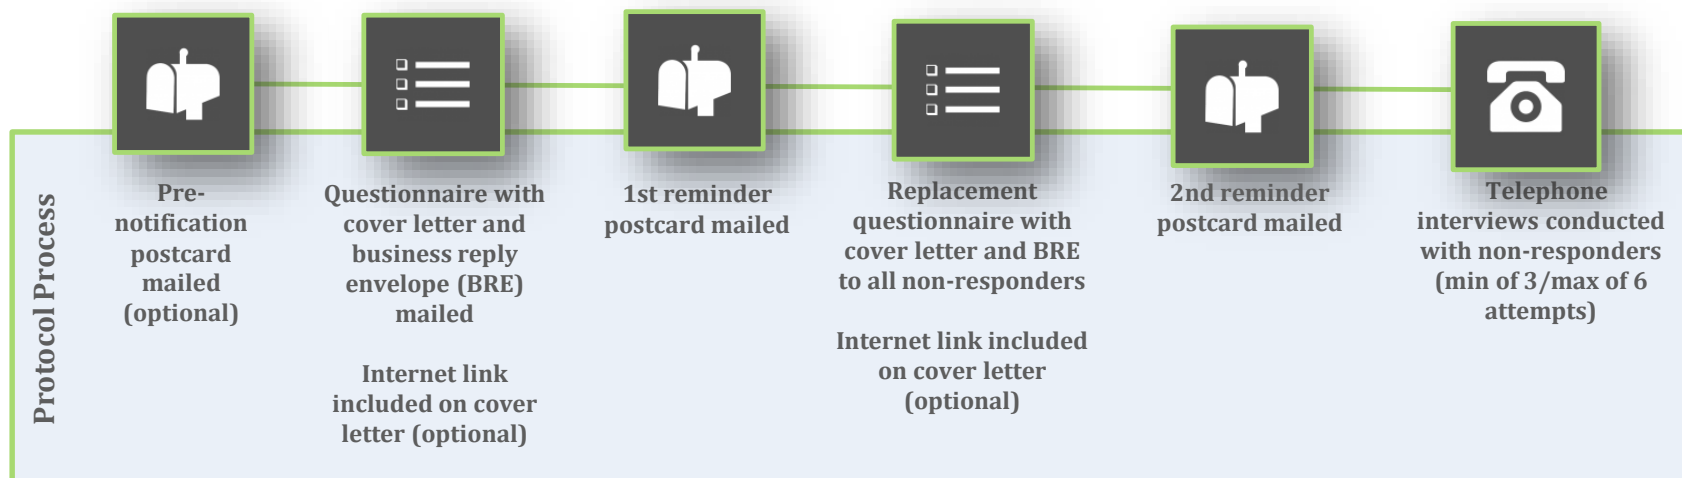 Protocol Process
Pre-
notification
postcard
mailed
(optional)
Questionnaire with
cover letter and
business reply
envelope (BRE)
mailed
Internet link
included on cover
letter (optional)
1st reminder
postcard mailed
Replacement
questionnaire with
cover letter and BRE
to all non-responders
Internet link included
on cover letter
(optional)
2nd reminder
postcard mailed
Telephone
interviews conducted
with non-responders
(min of 3/max of 6
attempts)